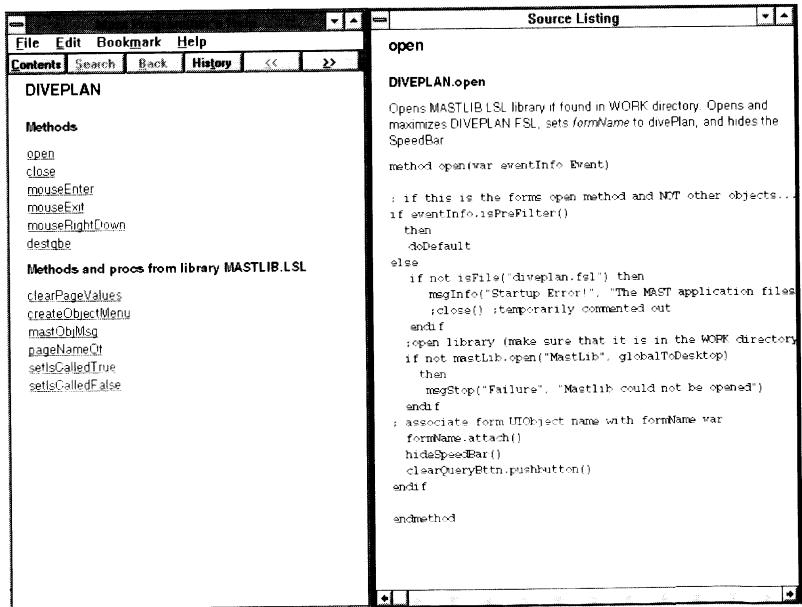 File Edit Bookmark Help
Contents Search Back History << >>
DIVEPLAN
Methods
open
close
mouseEnter
mouseExit
mouseRightDown
destqbe
Methods and procs from library MASTLIB.LSL
clearPageValues
createObjectMenu
mastObjMsg
pageNameOf
setIsCalledTrue
setIsCalledFalse
Source Listing
open
DIVEPLAN.open
Opens MASTLIB.LSL library if found in WORK directory. Opens and
maximizes DIVEPLAN.FSL, sets formName to divePlan, and hides the
SpeedBar
method open(var eventInfo Event)
; if this is the forms open method and NOT other objects...
if eventInfo.isPreFilter()
then
doDefault
else
if not isFile("diveplan.fsl") then
msgInfo("Startup Error!", "The MAST application files
;close() ;temporarily commented out
endif
;open library (make sure that it is in the WORK directory
if not mastLib.open("MastLib", globalToDesktop)
then
msgStop("Failure", "Mastlib could not be opened")
endif
; associate form UIObject name with formName var
formName.attach()
hideSpeedBar()
clearQueryBttn.pushbutton()
endif
endmethod